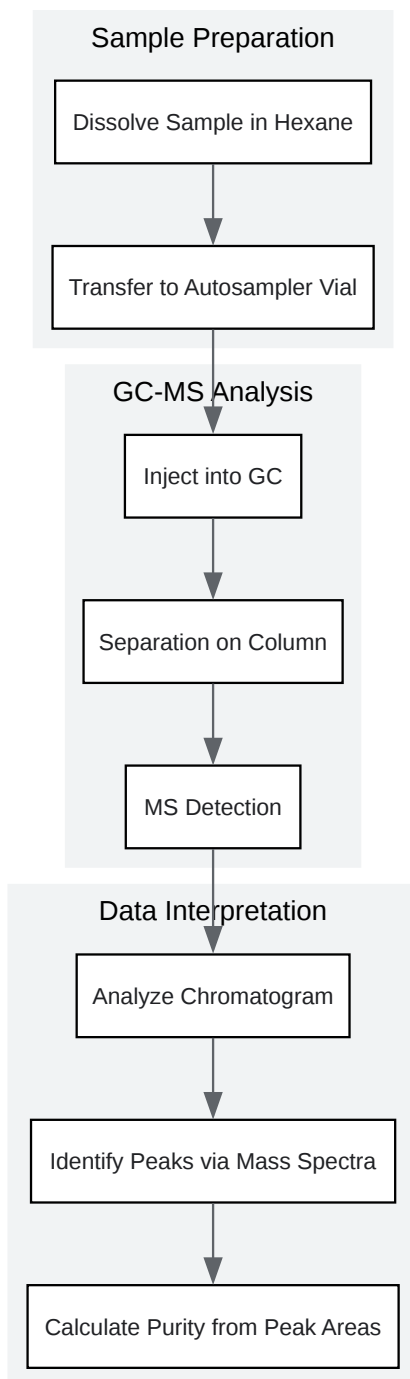 Sample Preparation
Dissolve Sample in Hexane
Transfer to Autosampler Vial
GC-MS Analysis
Inject into GC
Separation on Column
MS Detection
Data Interpretation
Analyze Chromatogram
Identify Peaks via Mass Spectra
Calculate Purity from Peak Areas